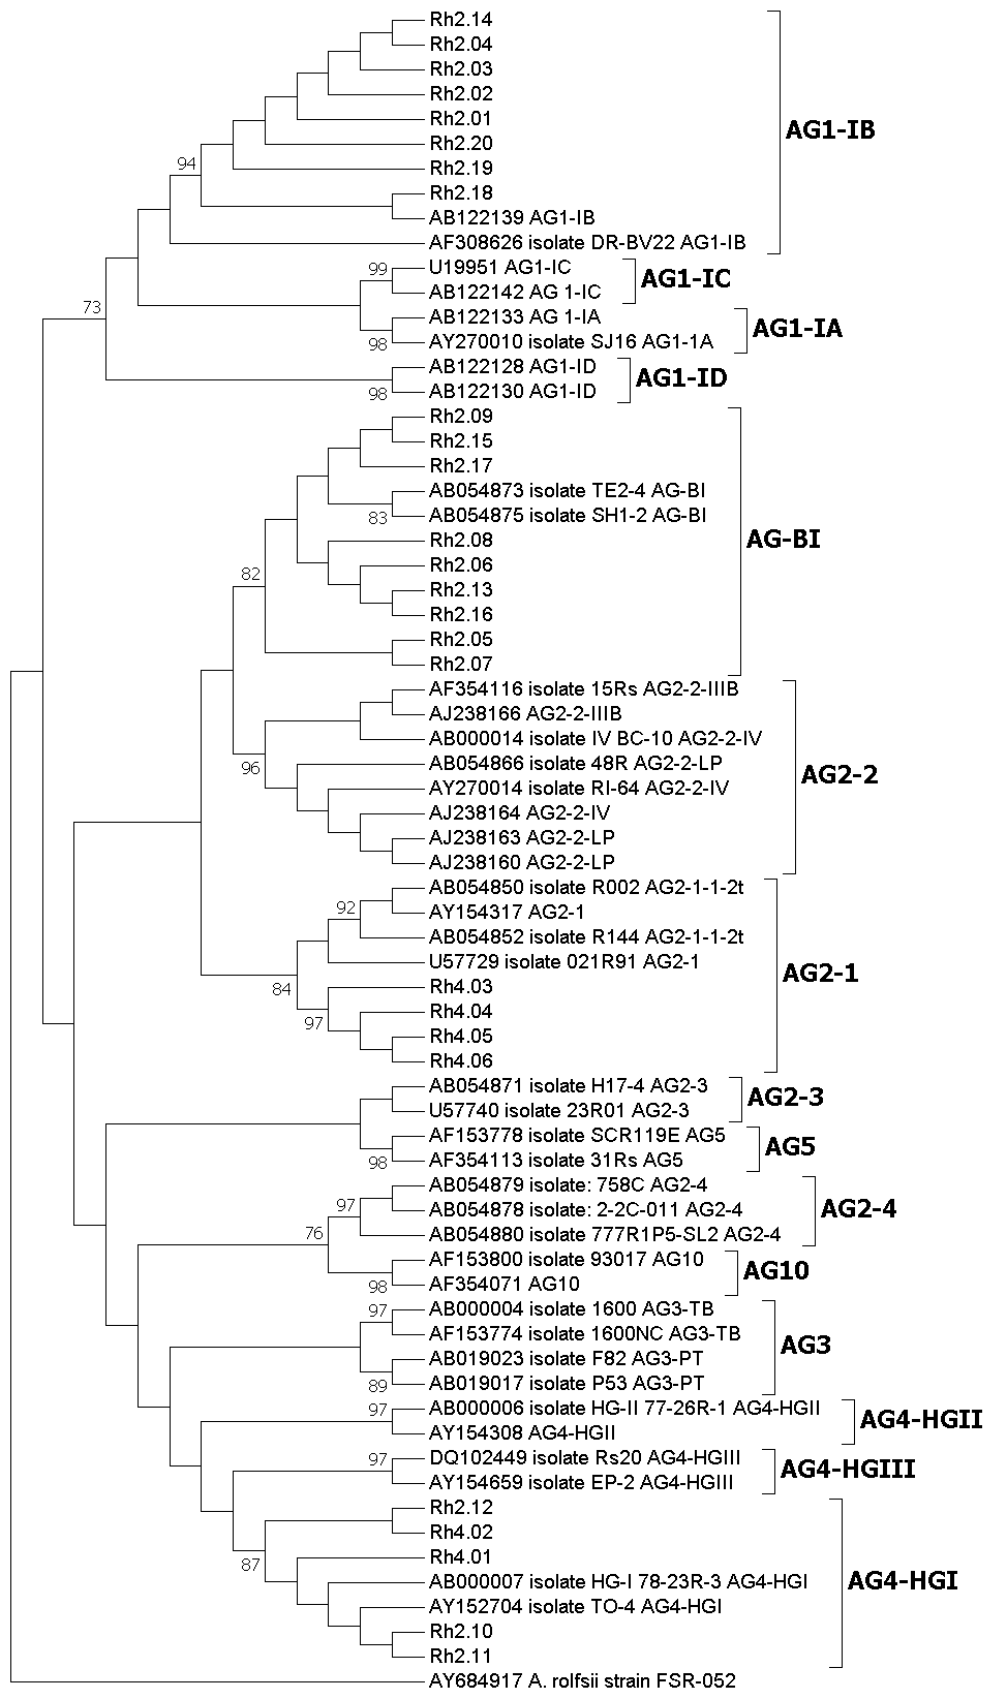 Rh2.14
Rh2.04
Rh2.03
Rh2.02
Rh2.01
AG1-IB
Rh2.20
94
Rh2.19
Rh2.18
AB122139 AG1-IB
AF308626 isolate DR-BV22 AG1-IB
99
U19951 AG1-IC
AG1-IC
AB122142 AG 1-IC
73
AB122133 AG 1-IA
AG1-IA
98
AY270010 isolate SJ16 AG1-1A
AB122128 AG1-ID
AG1-ID
98
AB122130 AG1-ID
Rh2.09
Rh2.15
Rh2.17
AB054873 isolate TE2-4 AG-BI
83
AB054875 isolate SH1-2 AG-BI
Rh2.08
AG-BI
Rh2.06
82
Rh2.13
Rh2.16
Rh2.05
Rh2.07
AF354116 isolate 15Rs AG2-2-IIIB
AJ238166 AG2-2-IIIB
AB000014 isolate IV BC-10 AG2-2-IV
96
AB054866 isolate 48R AG2-2-LP
AG2-2
AY270014 isolate RI-64 AG2-2-IV
AJ238164 AG2-2-IV
AJ238163 AG2-2-LP
AJ238160 AG2-2-LP
AB054850 isolate R002 AG2-1-1-2t
92
AY154317 AG2-1
AB054852 isolate R144 AG2-1-1-2t
U57729 isolate 021R91 AG2-1
AG2-1
84
Rh4.03
Rh4.04
97
Rh4.05
Rh4.06
AB054871 isolate H17-4 AG2-3
AG2-3
U57740 isolate 23R01 AG2-3
AF153778 isolate SCR119E AG5
AG5
98
AF354113 isolate 31Rs AG5
AB054879 isolate: 758C AG2-4
97
AB054878 isolate: 2-2C-011 AG2-4
AG2-4
76
AB054880 isolate 777R1P5-SL2 AG2-4
AF153800 isolate 93017 AG10
AG10
98
AF354071 AG10
97
AB000004 isolate 1600 AG3-TB
AF153774 isolate 1600NC AG3-TB
AG3
AB019023 isolate F82 AG3-PT
89
AB019017 isolate P53 AG3-PT
97
AB000006 isolate HG-II 77-26R-1 AG4-HGII
AG4-HGII
AY154308 AG4-HGII
97
DQ102449 isolate Rs20 AG4-HGIII
AG4-HGIII
AY154659 isolate EP-2 AG4-HGIII
Rh2.12
Rh4.02
87
Rh4.01
AB000007 isolate HG-I 78-23R-3 AG4-HGI
AG4-HGI
AY152704 isolate TO-4 AG4-HGI
Rh2.10
Rh2.11
AY684917 A. rolfsii strain FSR-052